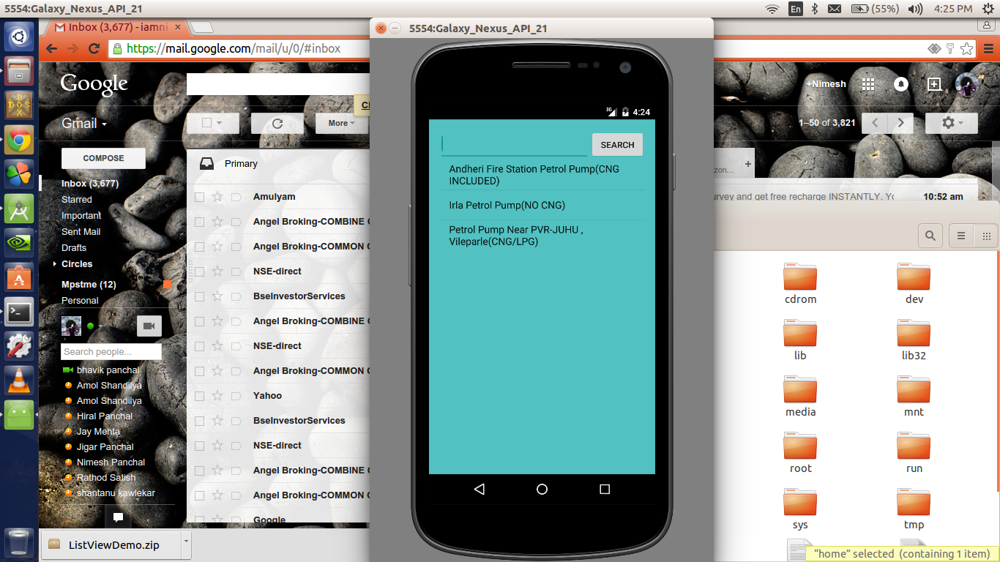 5554:Galaxy_Nexus_API_21
En
(55%)
4:25 PM
Inbox (3,677) - iamni
https://mail.google.com/mail/u/0/#inbox
5554:Galaxy_Nexus_API_21
Google
+Nimesh
Gmail
More
1–50 of 3,821
COMPOSE
Primary
Inbox (3,677)
Starred
Important
Sent Mail
Drafts
Circles
Mpstme (12)
Personal
Search people...
bhavik panchal
Amol Shandilya
Amol Shandilya
Hiral Panchal
Jay Mehta
Jigar Panchal
Nimesh Panchal
Rathod Satish
shantanu kawlekar
Amulyam
Angel Broking-COMBINE
Angel Broking-COMMON
NSE-direct
BseInvestorServices
Angel Broking-COMBINE
NSE-direct
Angel Broking-COMMON
Yahoo
BseInvestorServices
NSE-direct
Angel Broking-COMBINE
Angel Broking-COMMON
Google
3G
4:24
SEARCH
Andheri Fire Station Petrol Pump(CNG
INCLUDED)
Irla Petrol Pump(NO CNG)
Petrol Pump Near PVR-JUHU ,
Vileparle(CNG/LPG)
zon...
+
urvey and get free recharge INSTANTLY.
10:52 am
cdrom
dev
lib
lib32
media
mnt
root
run
sys
tmp
"home" selected (containing 1 item)
ListViewDemo.zip